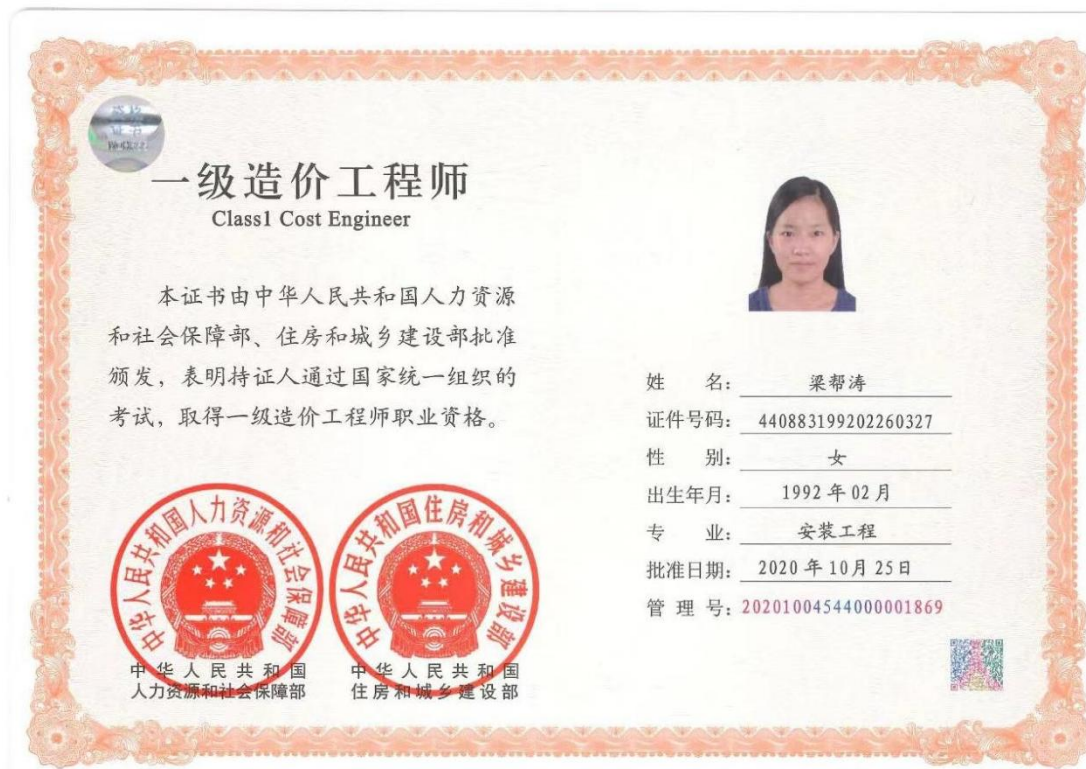 一级造价工程师
Class1 Cost Engineer
本证书由中华人民共和国人力资源
和社会保障部、住房和城乡建设部批准
颁发，表明持证人通过国家统一组织的
考试，取得一级造价工程师职业资格。
中华人民共和国人力资源和社会保障部
中华人民共和国住房和城乡建设部
中华人民共和国
人力资源和社会保障部
中华人民共和国
住房和城乡建设部
姓 名： 梁帮涛
证件号码： 440883199202260327
性 别： 女
出生年月： 1992年02月
专 业： 安装工程
批准日期： 2020年10月25日
管 理 号：20201004544000001869